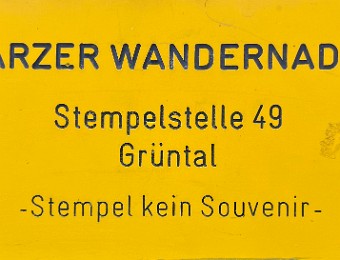 ARZER WANDERNAD
Stempelstelle 49
Grüntal
-Stempel kein Souvenir-